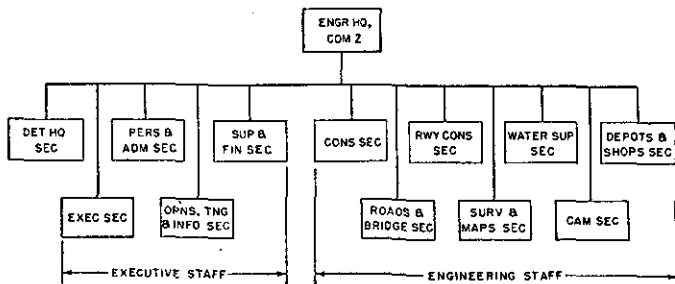 ENGR HQ,
COM Z
DET HQ
SEC
PERS &
ADM SEC
SUP &
FIN SEC
CONS SEC
RWY CONS
SEC
WATER SUP
SEC
DEPOTS &
SHOPS SEC
EXEC SEC
OPNS, TNG
& INFO SEC
ROADS &
BRIDGE SEC
SURV &
MAPS SEC
CAM SEC
EXECUTIVE STAFF
ENGINEERING STAFF